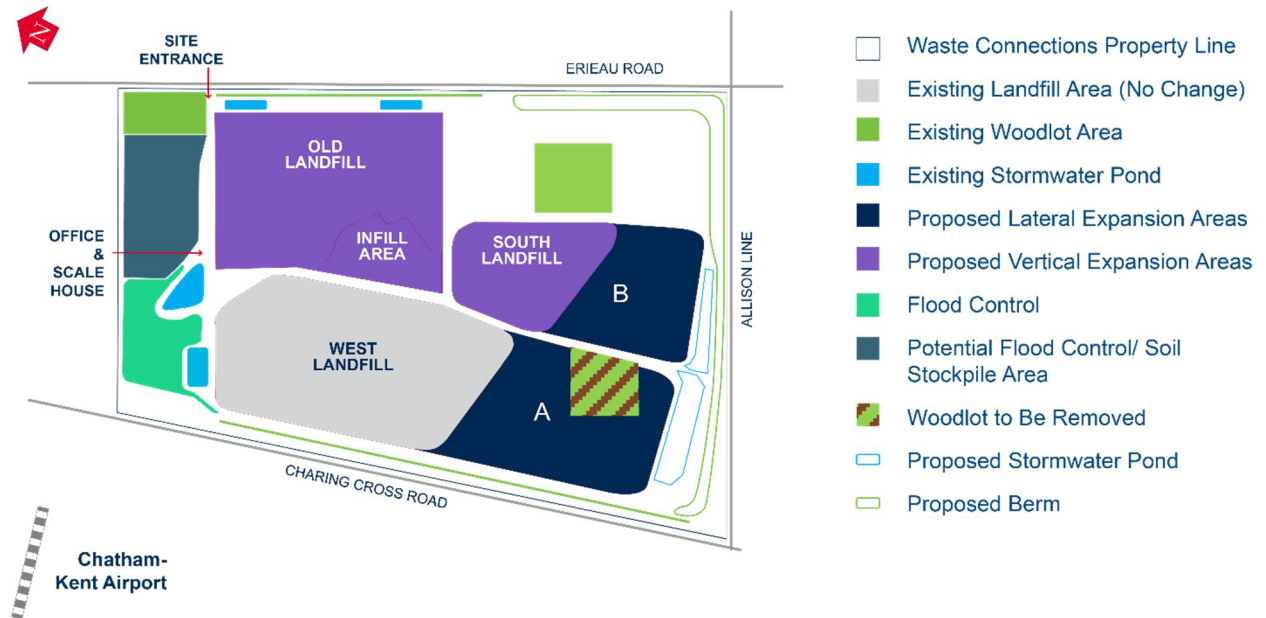 N
SITE
ENTRANCE
ERIEAU ROAD
OLD
LANDFILL
INFILL
AREA
SOUTH
LANDFILL
OFFICE
&
SCALE
HOUSE
B
ALLISON LINE
WEST
LANDFILL
A
CHARING CROSS ROAD
Chatham-
Kent Airport
Waste Connections Property Line
Existing Landfill Area (No Change)
Existing Woodlot Area
Existing Stormwater Pond
Proposed Lateral Expansion Areas
Proposed Vertical Expansion Areas
Flood Control
Potential Flood Control/ Soil
Stockpile Area
Woodlot to Be Removed
Proposed Stormwater Pond
Proposed Berm